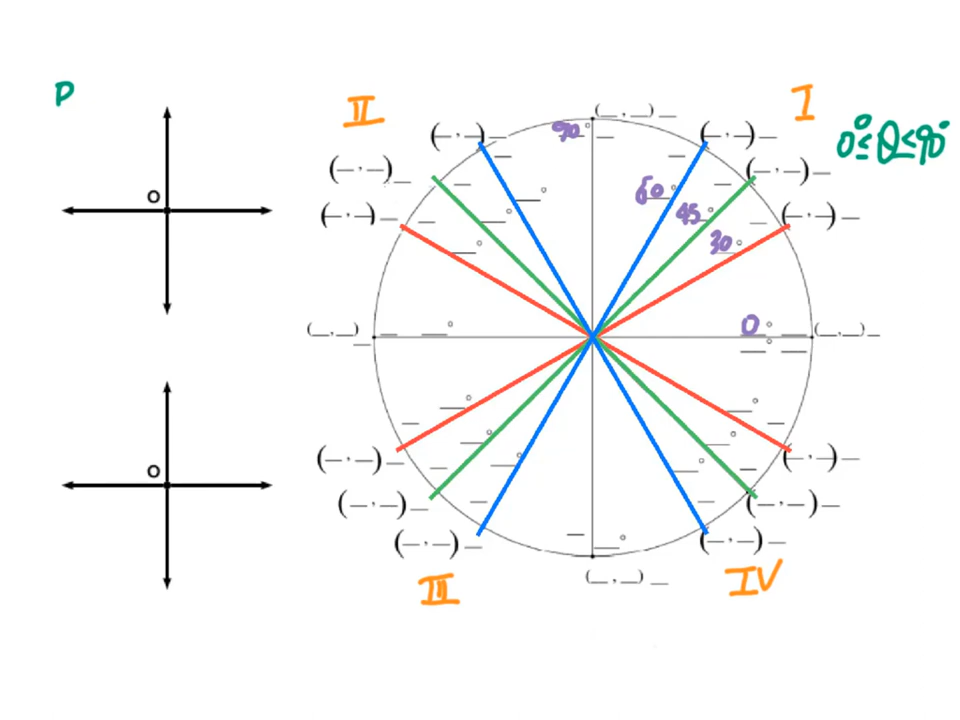 P
II
I
0° ≤ θ ≤ 90°
(_,_)_
(_,_)_
(_,_)_
90°
60°
(_,_)_
45°
(_,_)_
(_,_)_
30°
(_,_)_
O
(_,_)
0°
(_,_)_
(_,_)_
(_,_)_
O
(_,_)_
(_,_)_
(_,_)_
(_,_)_
(_,_)_
III
IV